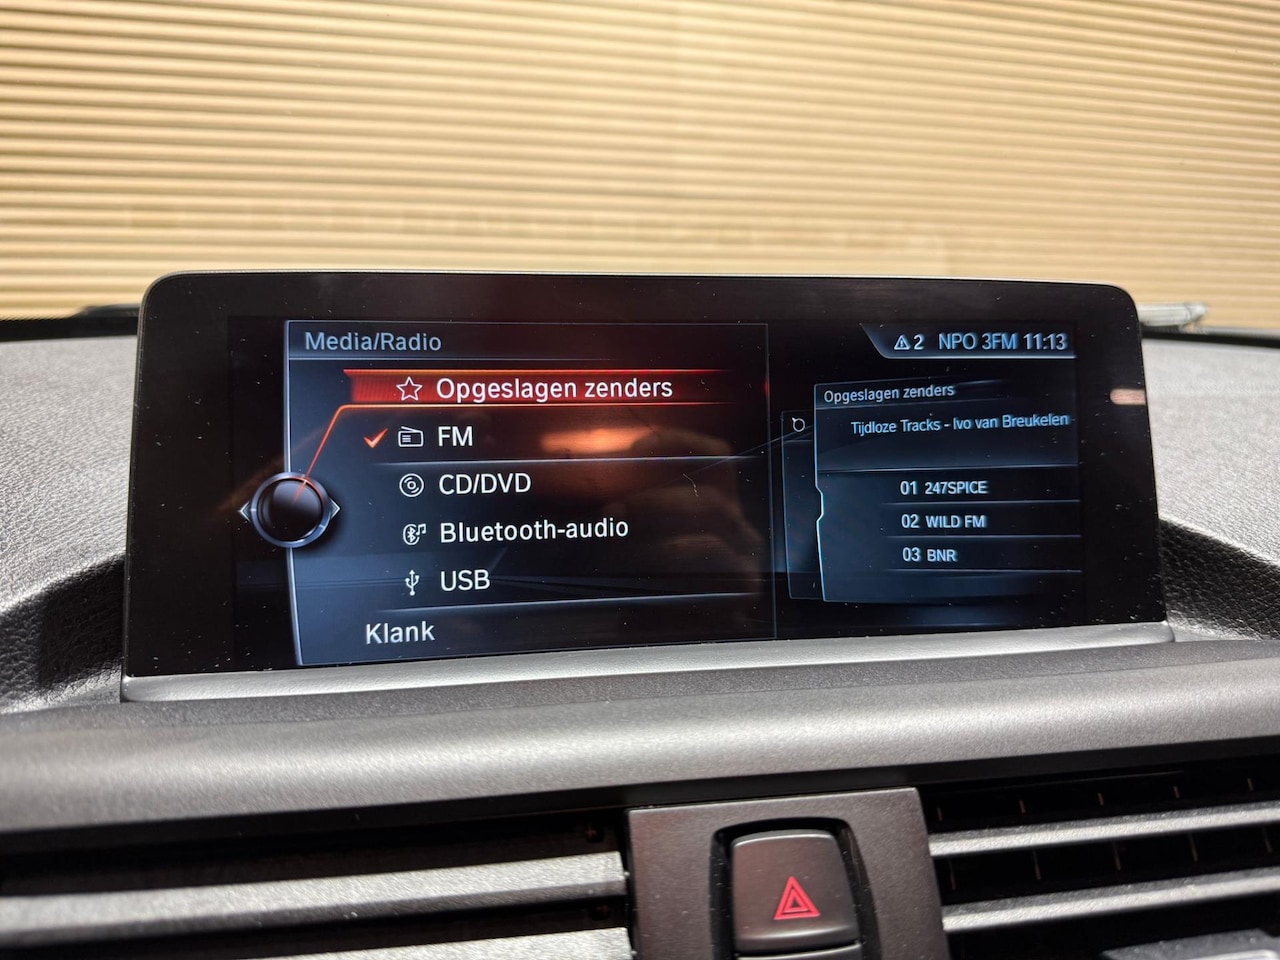 Media/Radio
2 NPO 3FM 11:13
Opgeslagen zenders
FM
CD/DVD
Bluetooth-audio
USB
Klank
Opgeslagen zenders
Tijdloze Tracks - Ivo van Breukelen
01 247SPICE
02 WILD FM
03 BNR